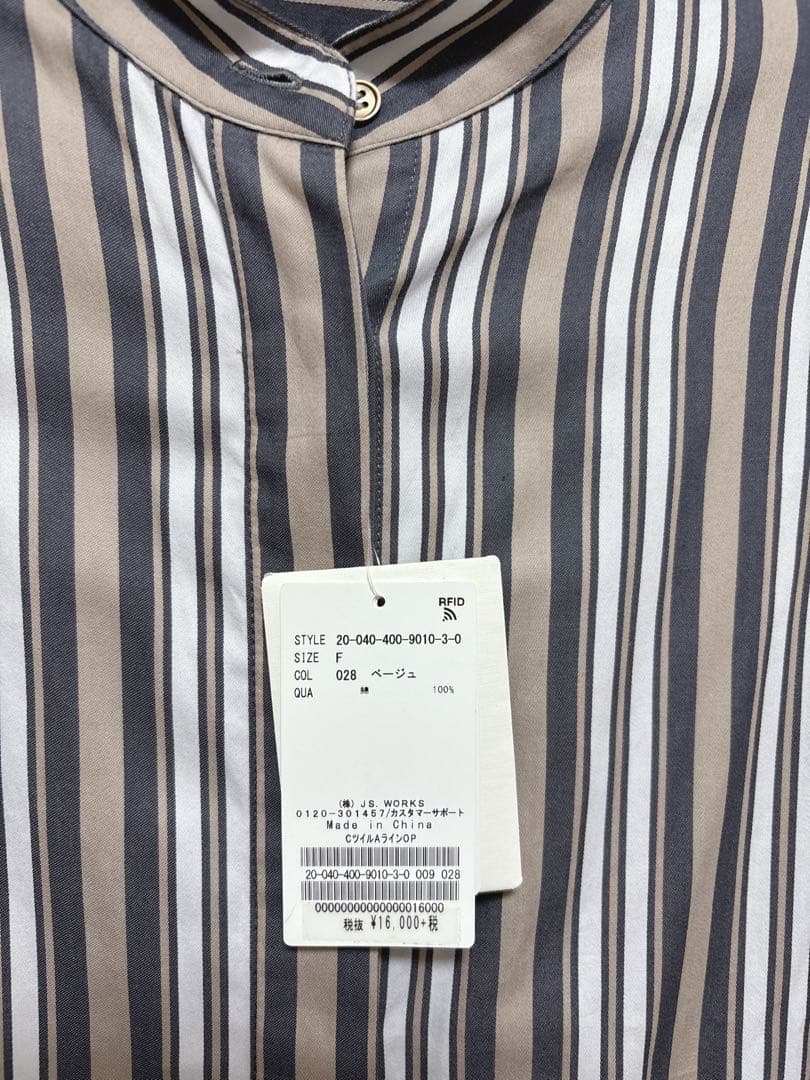 RFID
STYLE 20-040-400-9010-3-0
SIZE F
COL 028 ベージュ
QUA 綿 100%
(株) J.S. WORKS
0120-301457/カスタマーサポート
Made in China
CツイルAラインOP
20-040-400-9010-3-0 009 028
00000000000000016000
税抜 ¥16,000+税